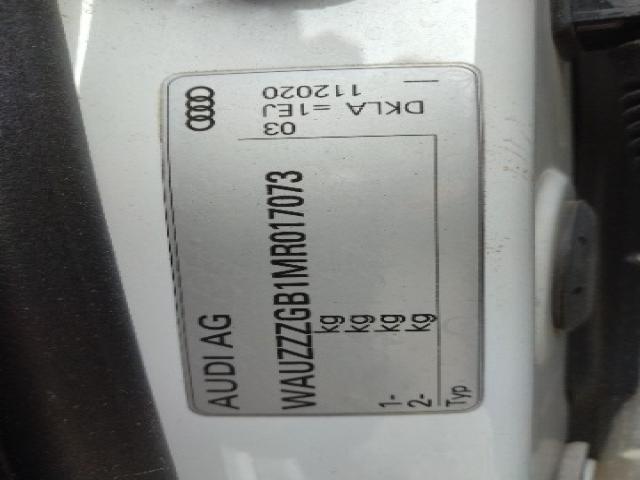 AUDI AG
WAUZZZGB1MR017073
kg
kg
1- kg
2- kg
Typ
03
112020
=1EJ
DKLA